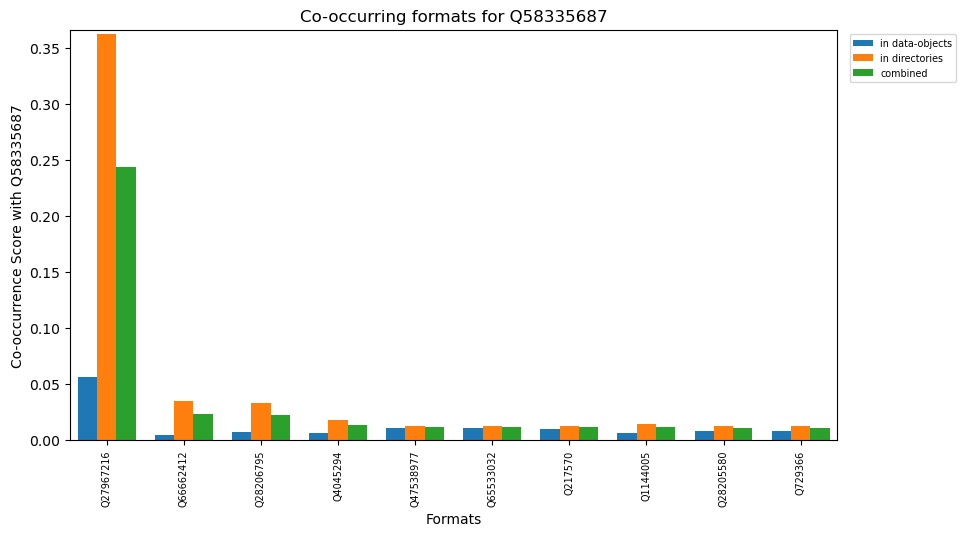 Co-occurring formats for Q58335687
in data-objects
in directories
combined
Co-occurrence Score with Q58335687
0.35
0.30
0.25
0.20
0.15
0.10
0.05
0.00
Q27967216
Q66662412
Q28206795
Q4045294
Q47538977
Q65533032
Q217570
Q1144005
Q28205580
Q729366
Formats